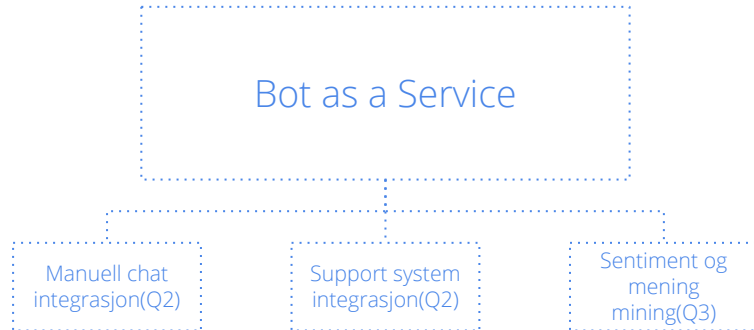 Bot as a Service
Manuell chat
integrasjon(Q2)
Support system
integrasjon(Q2)
Sentiment og
mening
mining(Q3)